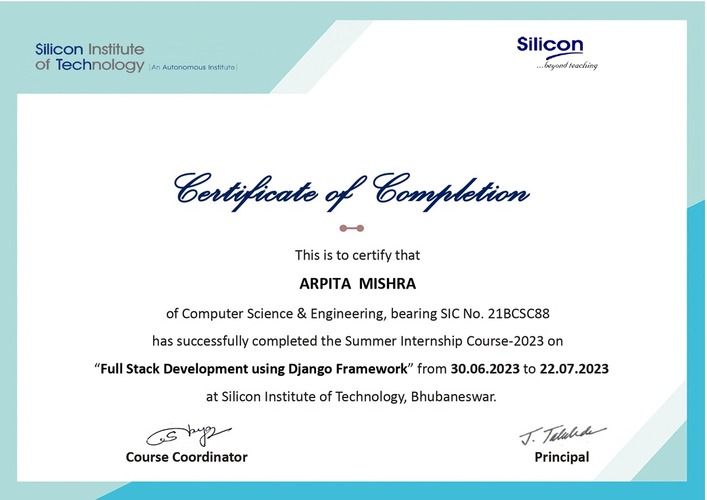 Silicon Institute
of Technology |An Autonomous Institute|
Silicon
...beyond teaching
Certificate of Completion
This is to certify that
ARPITA MISHRA
of Computer Science & Engineering, bearing SIC No. 21BCSC88
has successfully completed the Summer Internship Course-2023 on
“Full Stack Development using Django Framework” from 30.06.2023 to 22.07.2023
at Silicon Institute of Technology, Bhubaneswar.
Course Coordinator
Principal